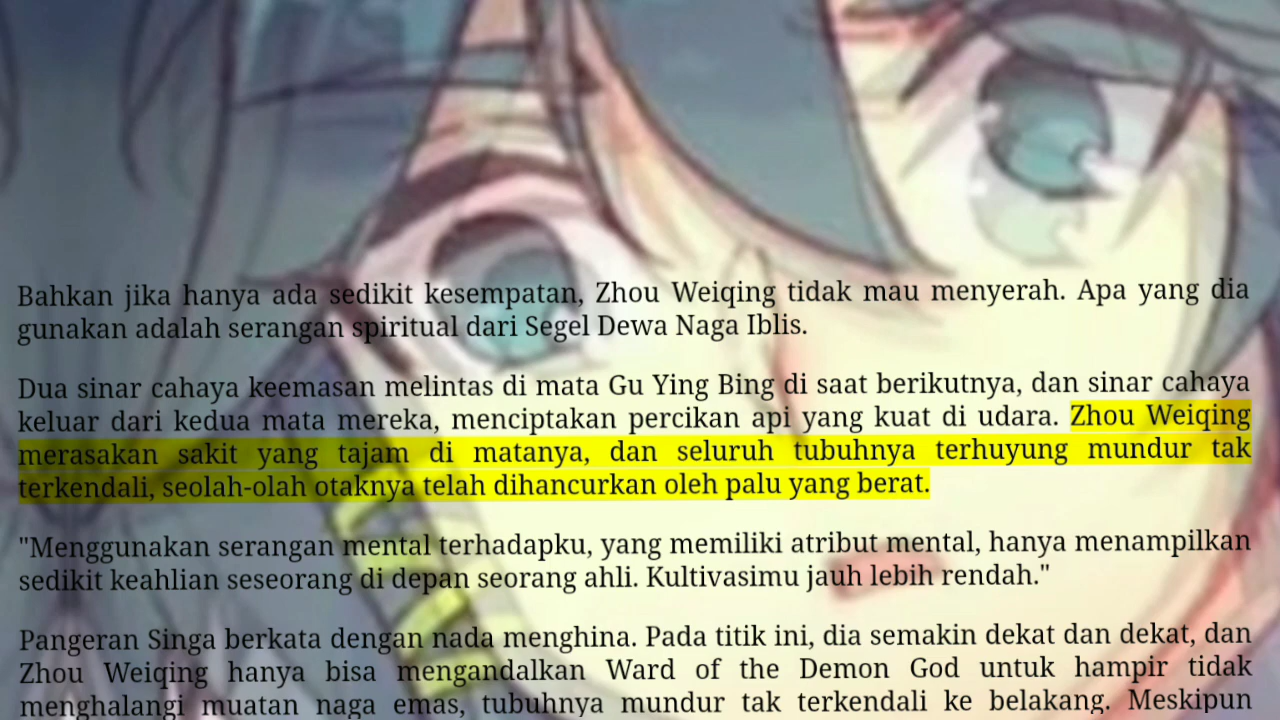 Bahkan jika hanya ada sedikit kesempatan, Zhou Weiqing tidak mau menyerah. Apa yang dia
gunakan adalah serangan spiritual dari Segel Dewa Naga Iblis.
Dua sinar cahaya keemasan melintas di mata Gu Ying Bing di saat berikutnya, dan sinar cahaya
keluar dari kedua mata mereka, menciptakan percikan api yang kuat di udara. Zhou Weiqing
merasakan sakit yang tajam di matanya, dan seluruh tubuhnya terhuyung mundur tak
terkendali, seolah-olah otaknya telah dihancurkan oleh palu yang berat.
"Menggunakan serangan mental terhadapku, yang memiliki atribut mental, hanya menampilkan
sedikit keahlian seseorang di depan seorang ahli. Kultivasimu jauh lebih rendah."
Pangeran Singa berkata dengan nada menghina. Pada titik ini, dia semakin dekat dan dekat, dan
Zhou Weiqing hanya bisa mengandalkan Ward of the Demon God untuk hampir tidak
menghalangi muatan naga emas, tubuhnya mundur tak terkendali ke belakang. Meskipun